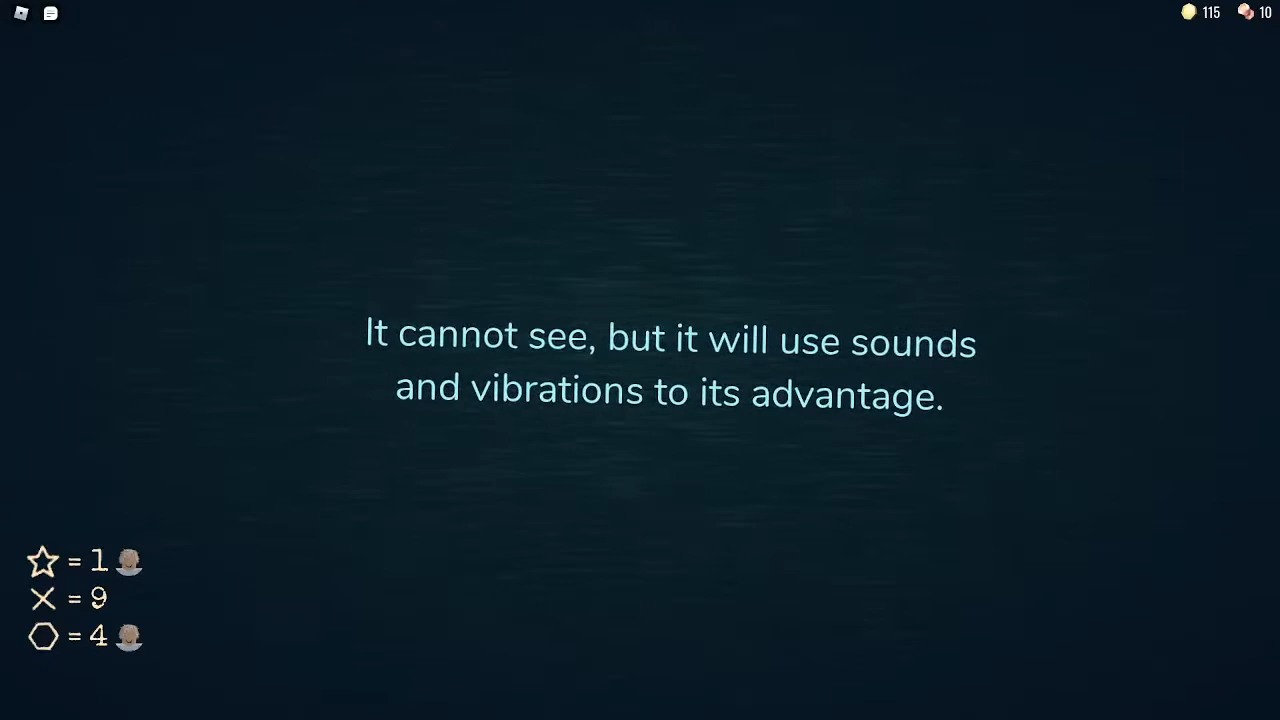 115 10
It cannot see, but it will use sounds
and vibrations to its advantage.
= 1
= 9
= 4